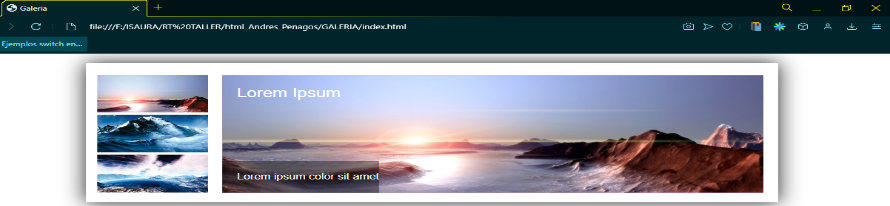 Galeria
file:///F:/ISAURA/RT%20TALLER/html_Andres_Penagos/GALERIA/index.html
Ejemplos switch en...
Lorem Ipsum
Lorem ipsum color sit amet